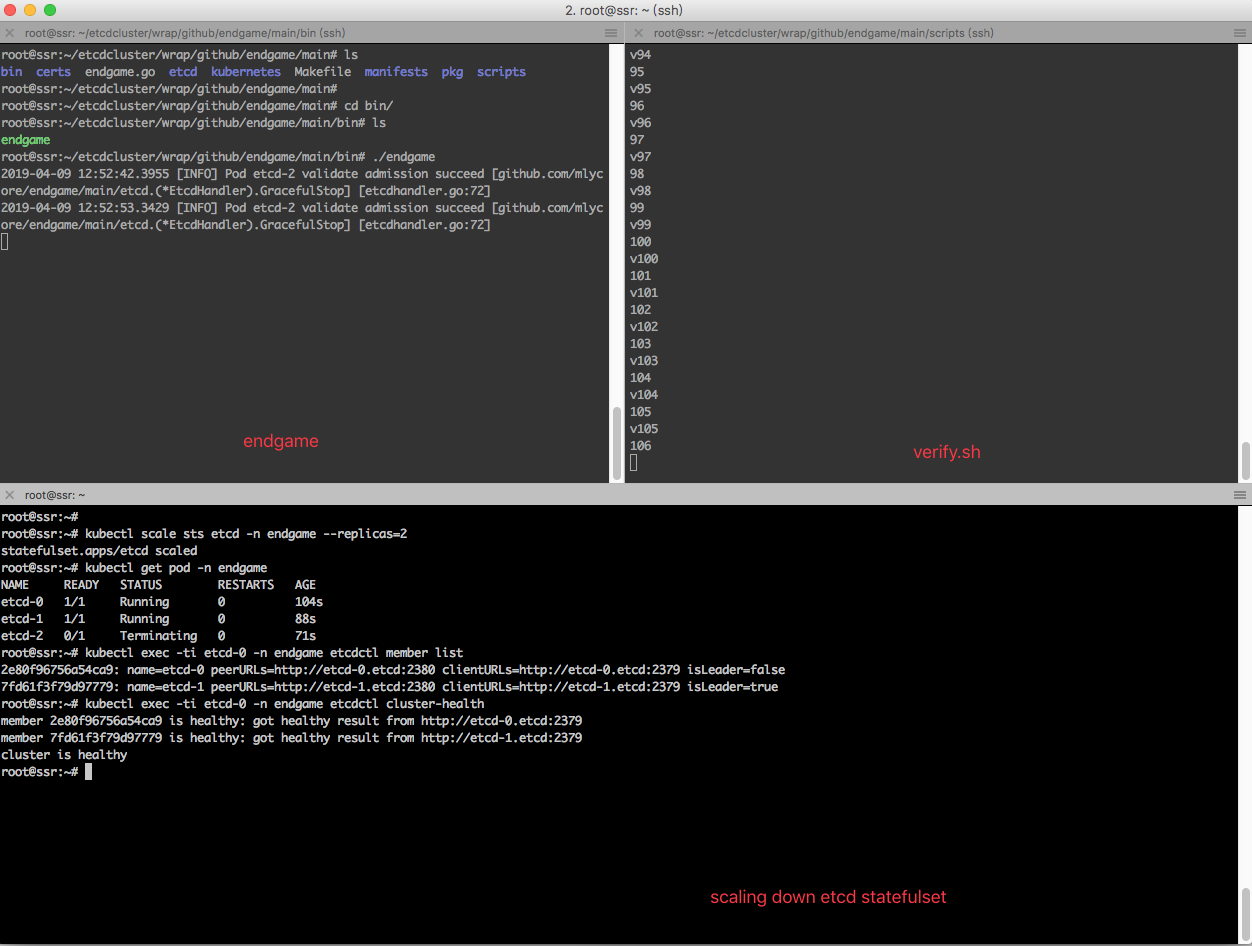 2. root@ssr: ~ (ssh)
root@ssr: ~/etcdcluster/wrap/github/endgame/main/bin (ssh)
root@ssr:~/etcdcluster/wrap/github/endgame/main# ls
bin certs endgame.go etcd kubernetes Makefile manifests pkg scripts
root@ssr:~/etcdcluster/wrap/github/endgame/main#
root@ssr:~/etcdcluster/wrap/github/endgame/main# cd bin/
root@ssr:~/etcdcluster/wrap/github/endgame/main/bin# ls
endgame
root@ssr:~/etcdcluster/wrap/github/endgame/main/bin# ./endgame
2019-04-09 12:52:42.3955 [INFO] Pod etcd-2 validate admission succeed [github.com/mlyc
ore/endgame/main/etcd.(*EtcdHandler).GracefulStop] [etcdhandler.go:72]
2019-04-09 12:52:53.3429 [INFO] Pod etcd-2 validate admission succeed [github.com/mlyc
ore/endgame/main/etcd.(*EtcdHandler).GracefulStop] [etcdhandler.go:72]
endgame
root@ssr: ~/etcdcluster/wrap/github/endgame/main/scripts (ssh)
v94
95
v95
96
v96
97
v97
98
v98
99
v99
100
v100
101
v101
102
v102
103
v103
104
v104
105
v105
106
verify.sh
root@ssr: ~
root@ssr:~#
root@ssr:~# kubectl scale sts etcd -n endgame --replicas=2
statefulset.apps/etcd scaled
root@ssr:~# kubectl get pod -n endgame
NAME READY STATUS RESTARTS AGE
etcd-0 1/1 Running 0 104s
etcd-1 1/1 Running 0 88s
etcd-2 0/1 Terminating 0 71s
root@ssr:~# kubectl exec -ti etcd-0 -n endgame etcdctl member list
2e80f96756a54ca9: name=etcd-0 peerURLs=http://etcd-0.etcd:2380 clientURLs=http://etcd-0.etcd:2379 isLeader=false
7fd61f3f79d97779: name=etcd-1 peerURLs=http://etcd-1.etcd:2380 clientURLs=http://etcd-1.etcd:2379 isLeader=true
root@ssr:~# kubectl exec -ti etcd-0 -n endgame etcdctl cluster-health
member 2e80f96756a54ca9 is healthy: got healthy result from http://etcd-0.etcd:2379
member 7fd61f3f79d97779 is healthy: got healthy result from http://etcd-1.etcd:2379
cluster is healthy
root@ssr:~#
scaling down etcd statefulset